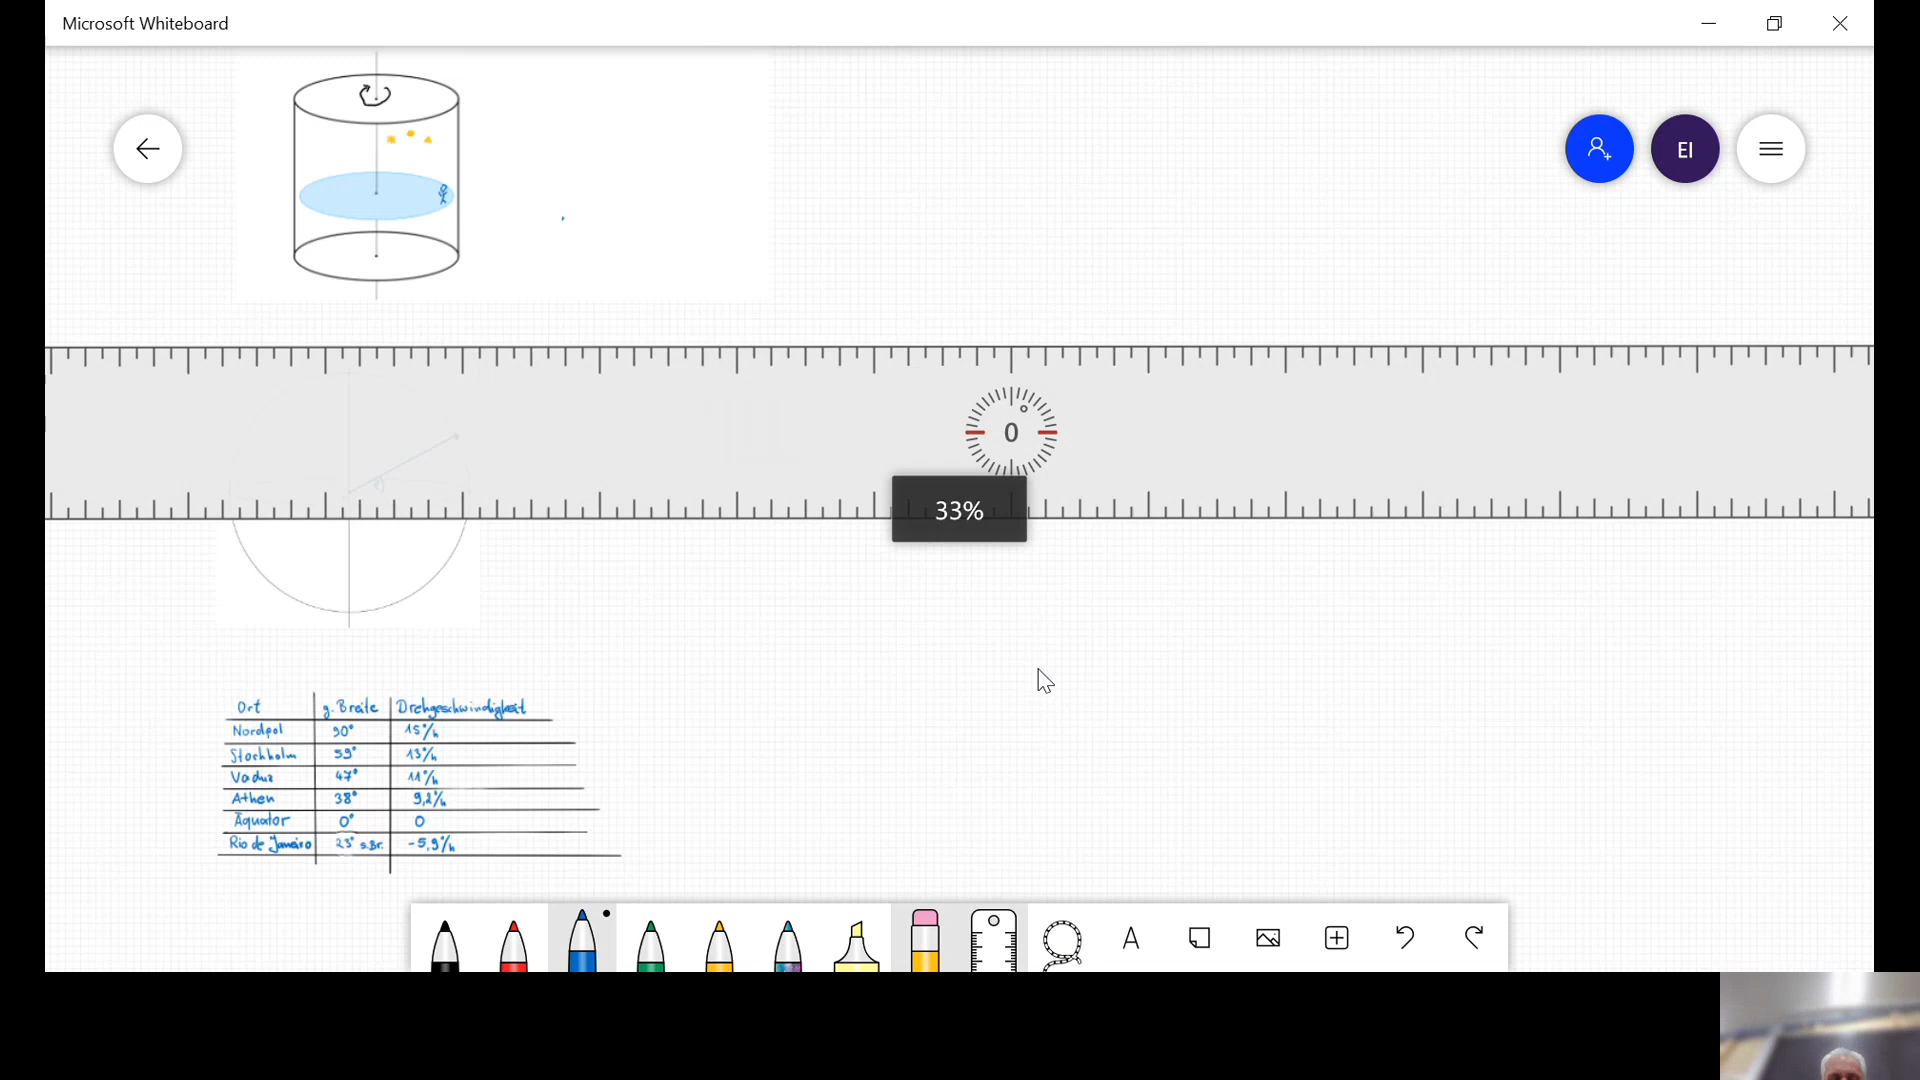 Microsoft Whiteboard
EI
0
33%
Ort g. Breite Drehgeschwindigkeit
Nordpol 90° 15°/h
Stockholm 59° 13°/h
Vaduz 47° 11°/h
Athen 38° 9,2°/h
Äquator 0° 0
Rio de Janeiro 23° s.Br. -5,9°/h
A